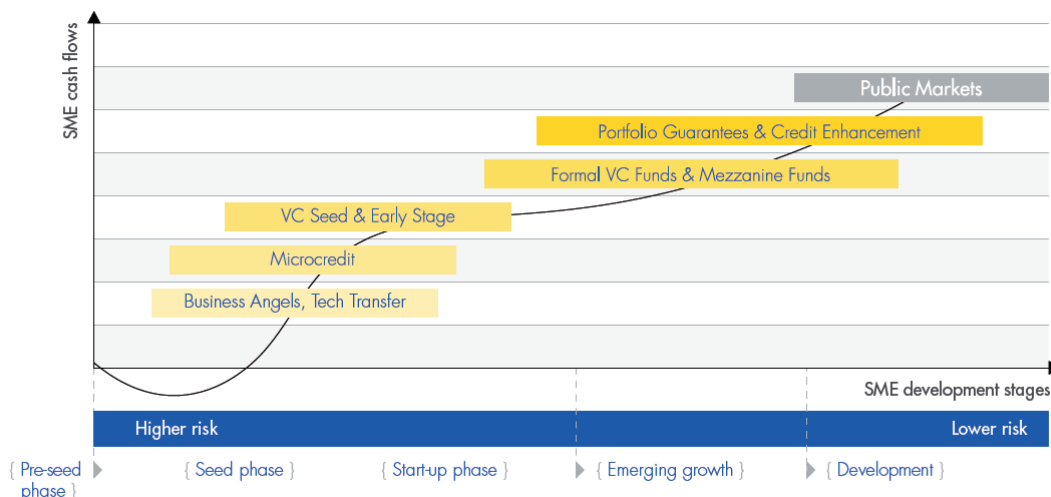 SME cash flows
Public Markets
Portfolio Guarantees & Credit Enhancement
Formal VC Funds & Mezzanine Funds
VC Seed & Early Stage
Microcredit
Business Angels, Tech Transfer
SME development stages
Higher risk
Lower risk
{ Pre-seed
phase }
{ Seed phase }
{ Start-up phase }
{ Emerging growth }
{ Development }